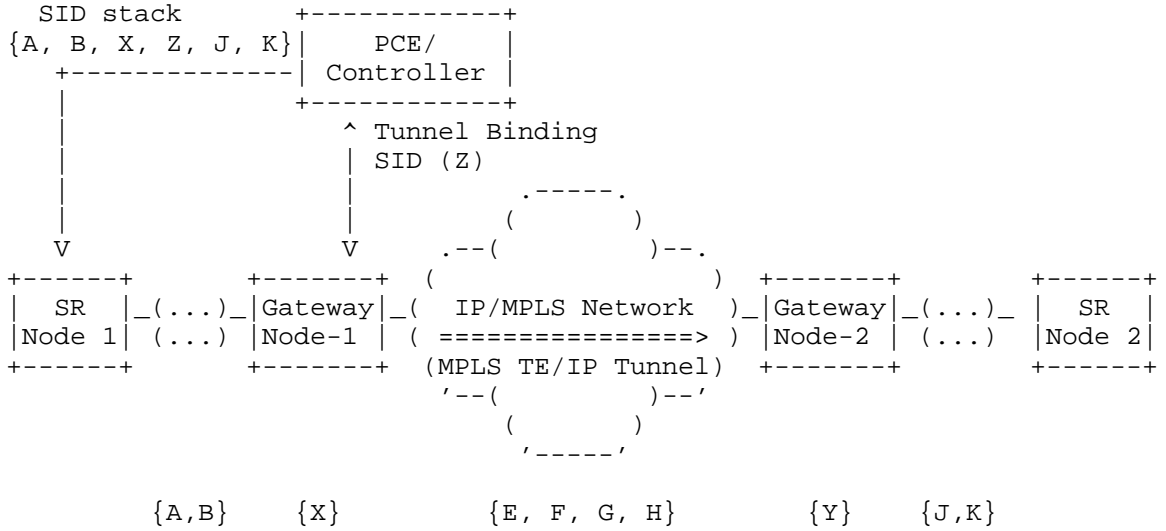 SID stack +------------+
{A, B, X, Z, J, K}| PCE/ |
+--------------| Controller |
| +------------+
| ^ Tunnel Binding
| | SID (Z)
| | .-----.
| | ( )
V V .--( )--.
+------+ +-------+ ( ) +-------+ +------+
| SR |_(...)_|Gateway|_( IP/MPLS Network )_|Gateway|_(...)_ | SR |
|Node 1| (...) |Node-1 | ( ================> ) |Node-2 | (...) |Node 2|
+------+ +-------+ (MPLS TE/IP Tunnel) +-------+ +------+
'--( )--'
( )
'-----'
{A,B} {X} {E, F, G, H} {Y} {J,K}